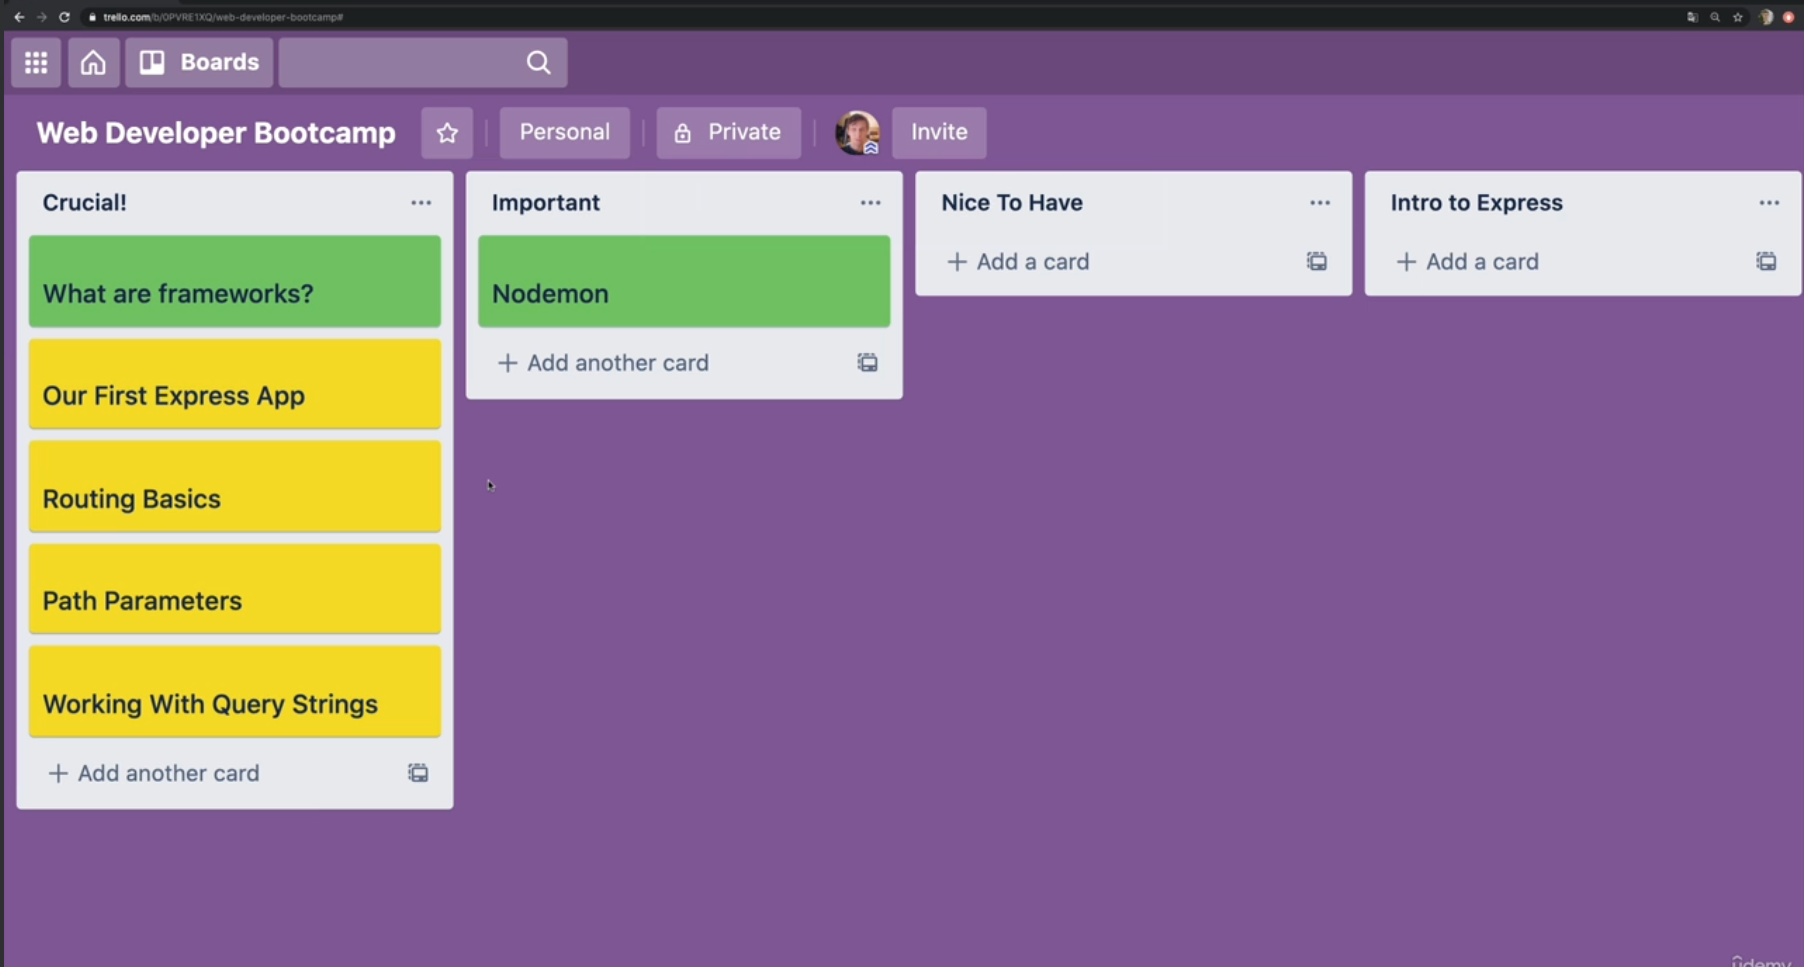 trello.com/b/0PVRE1XQ/web-developer-bootcamp#
Boards
Web Developer Bootcamp
Personal
Private
Invite
Crucial!
What are frameworks?
Our First Express App
Routing Basics
Path Parameters
Working With Query Strings
+ Add another card
Important
Nodemon
+ Add another card
Nice To Have
+ Add a card
Intro to Express
+ Add a card
ûdemy